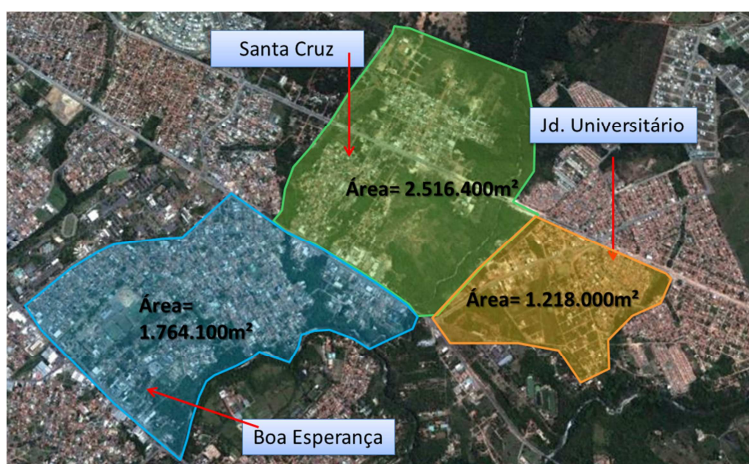 Santa Cruz
Jd. Universitário
Área= 2.516.400m²
Área= 1.218.000m²
Área=
1.764.100m²
Boa Esperança